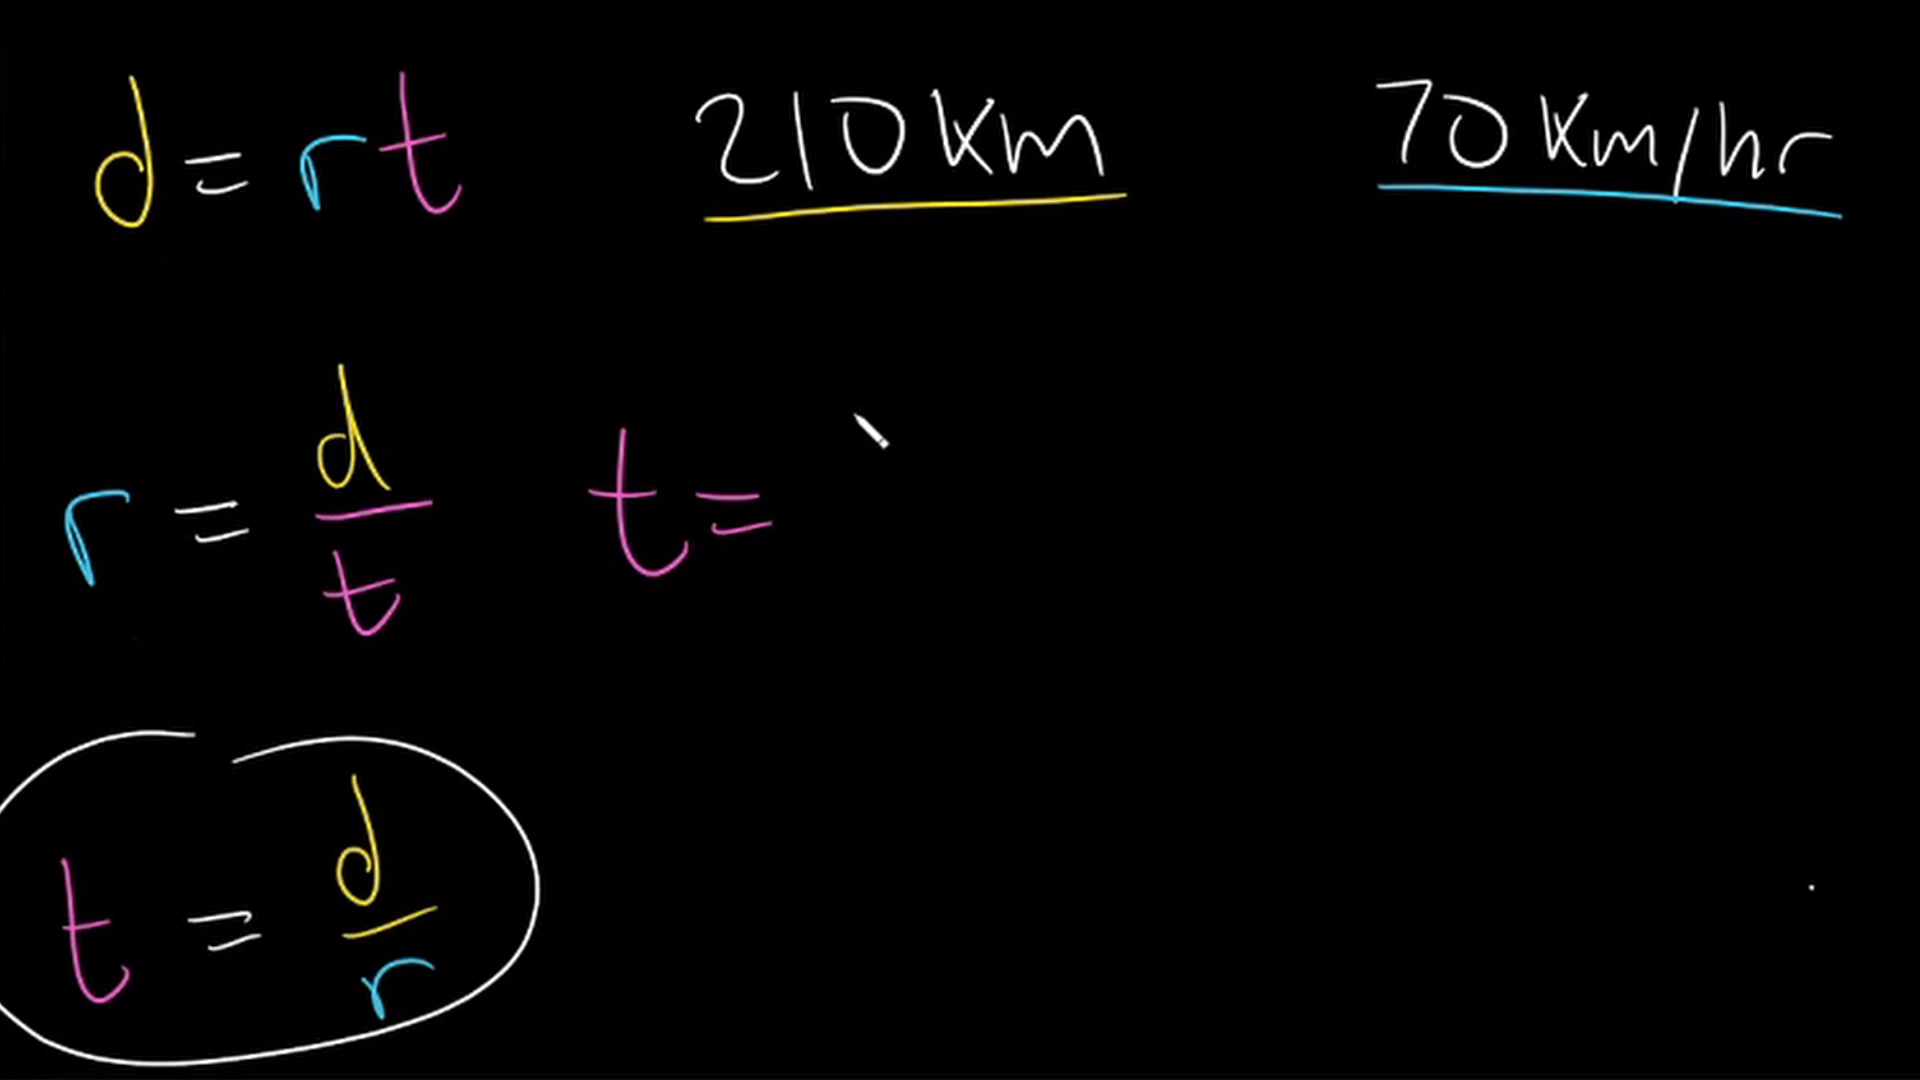 d = rt 210 Km 70 Km/hr
r = d/t t =
t = d/r